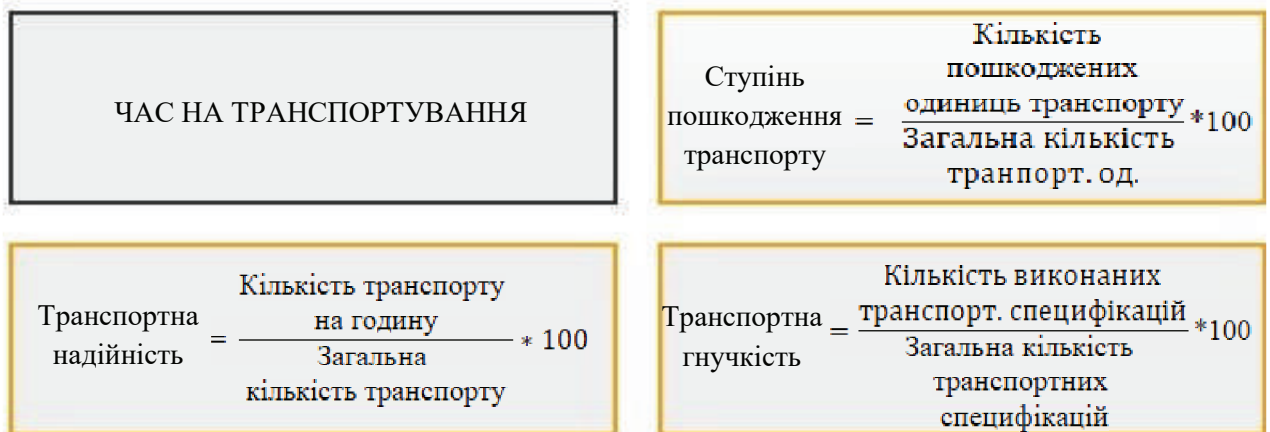 ЧАС НА ТРАНСПОРТУВАННЯ
Ступінь
пошкодження
транспорту
=
Кількість
пошкоджених
одиниць транспорту
Загальна кількість
транпорт. од.
*100
Транспортна
надійність
=
Кількість транспорту
на годину
Загальна
кількість транспорту
* 100
Транспортна
гнучкість
=
Кількість виконаних
транспорт. специфікацій
Загальна кількість
транспортних
специфікацій
*100